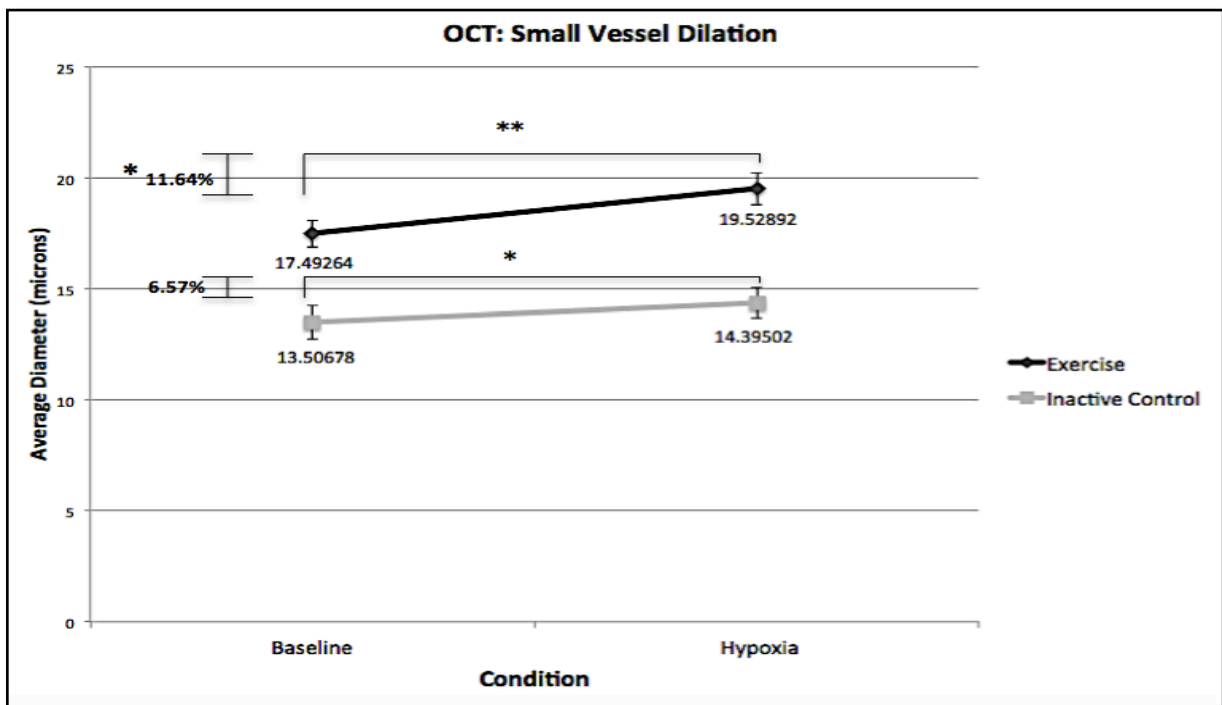 OCT: Small Vessel Dilation
25
**
* 11.64%
20
19.52892
17.49264
*
6.57%
15
14.39502
13.50678
Average Diameter (microns)
Exercise
Inactive Control
10
5
0
Baseline
Hypoxia
Condition